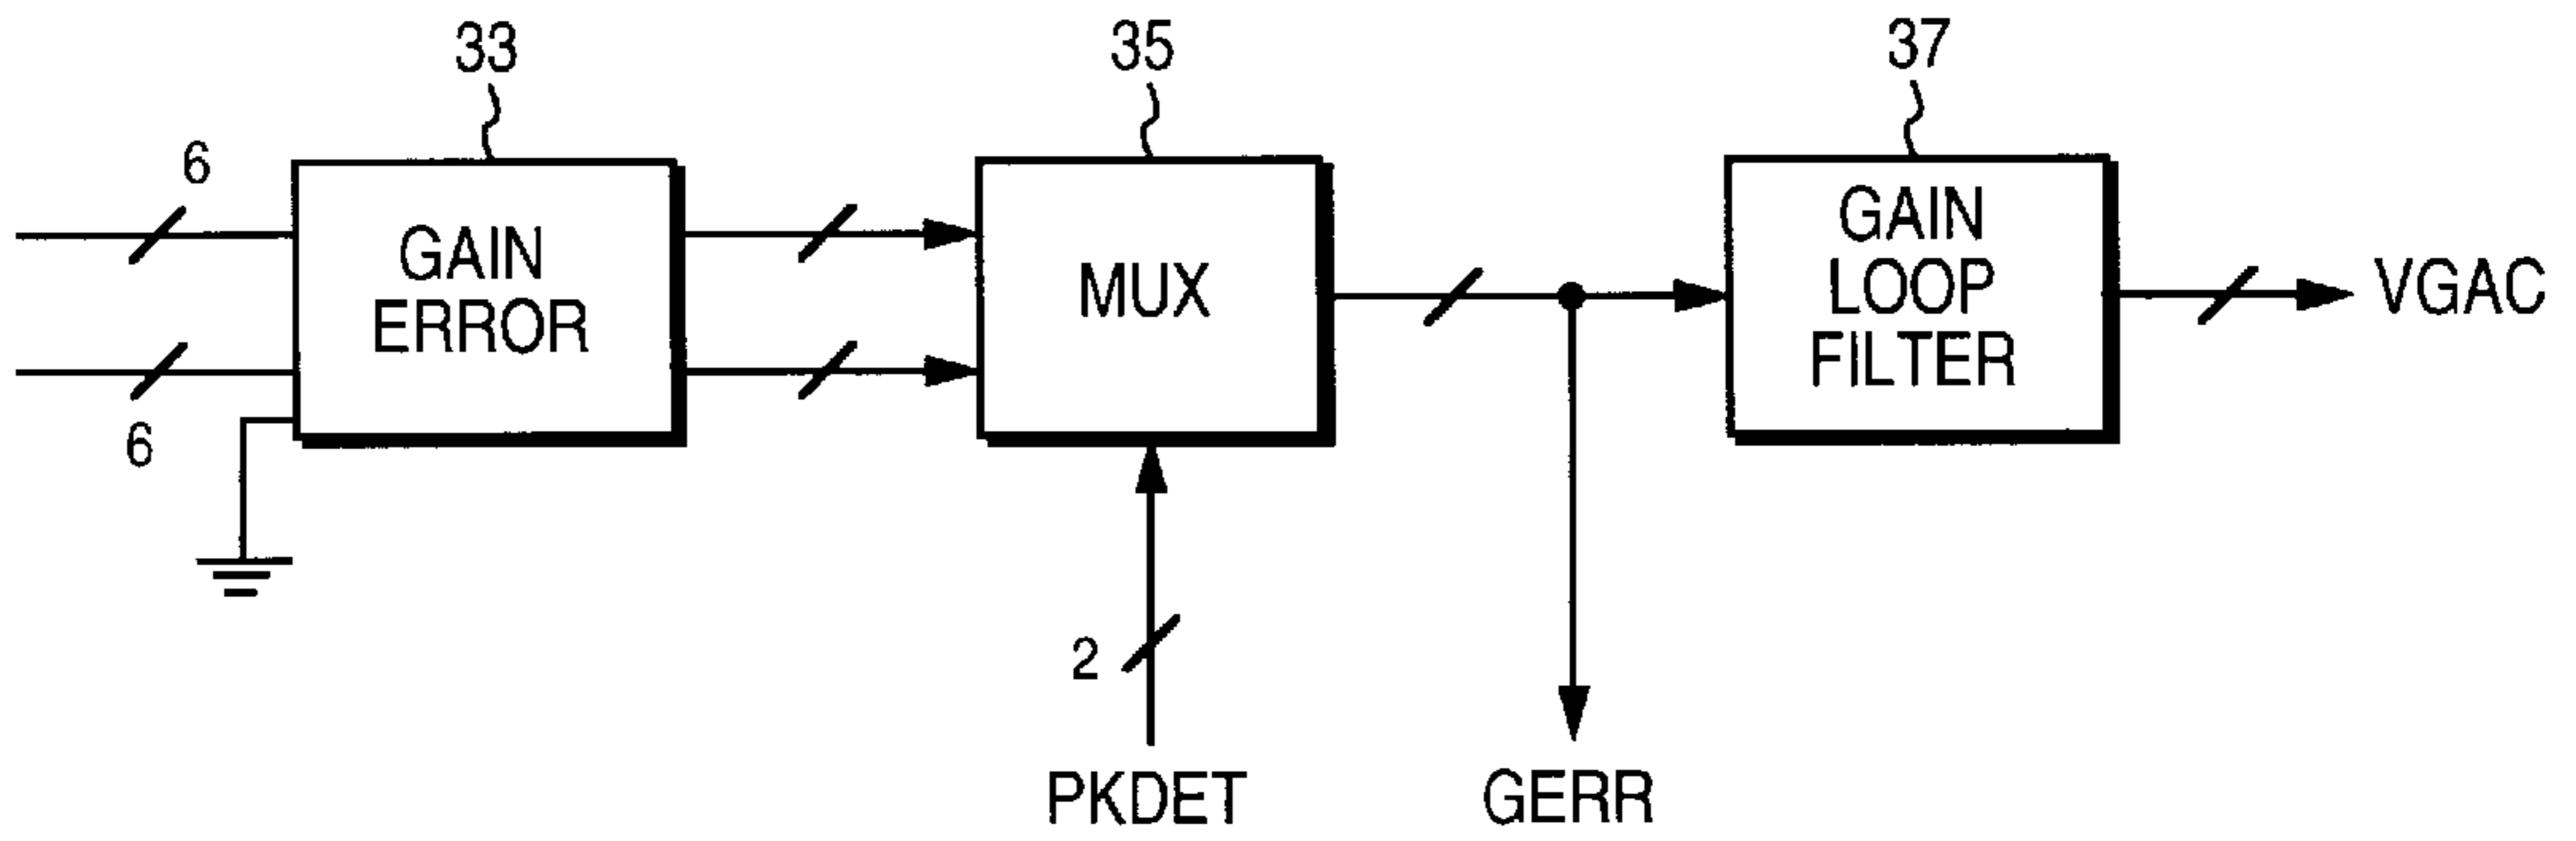 33
35
37
6
6
GAIN
ERROR
MUX
GAIN
LOOP
FILTER
VGAC
2
PKDET
GERR